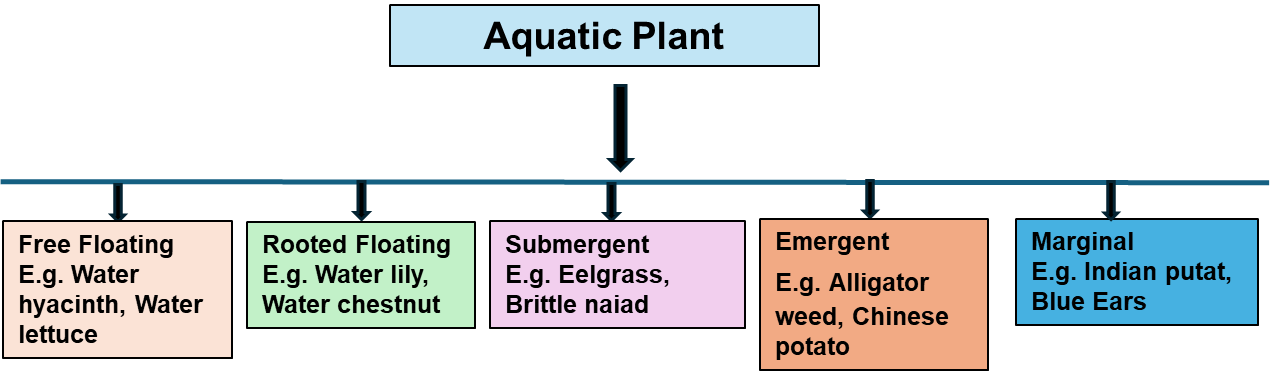 Aquatic Plant
Free Floating
E.g. Water
hyacinth, Water
lettuce
Rooted Floating
E.g. Water lily,
Water chestnut
Submergent
E.g. Eelgrass,
Brittle naiad
Emergent
E.g. Alligator
weed, Chinese
potato
Marginal
E.g. Indian putat,
Blue Ears